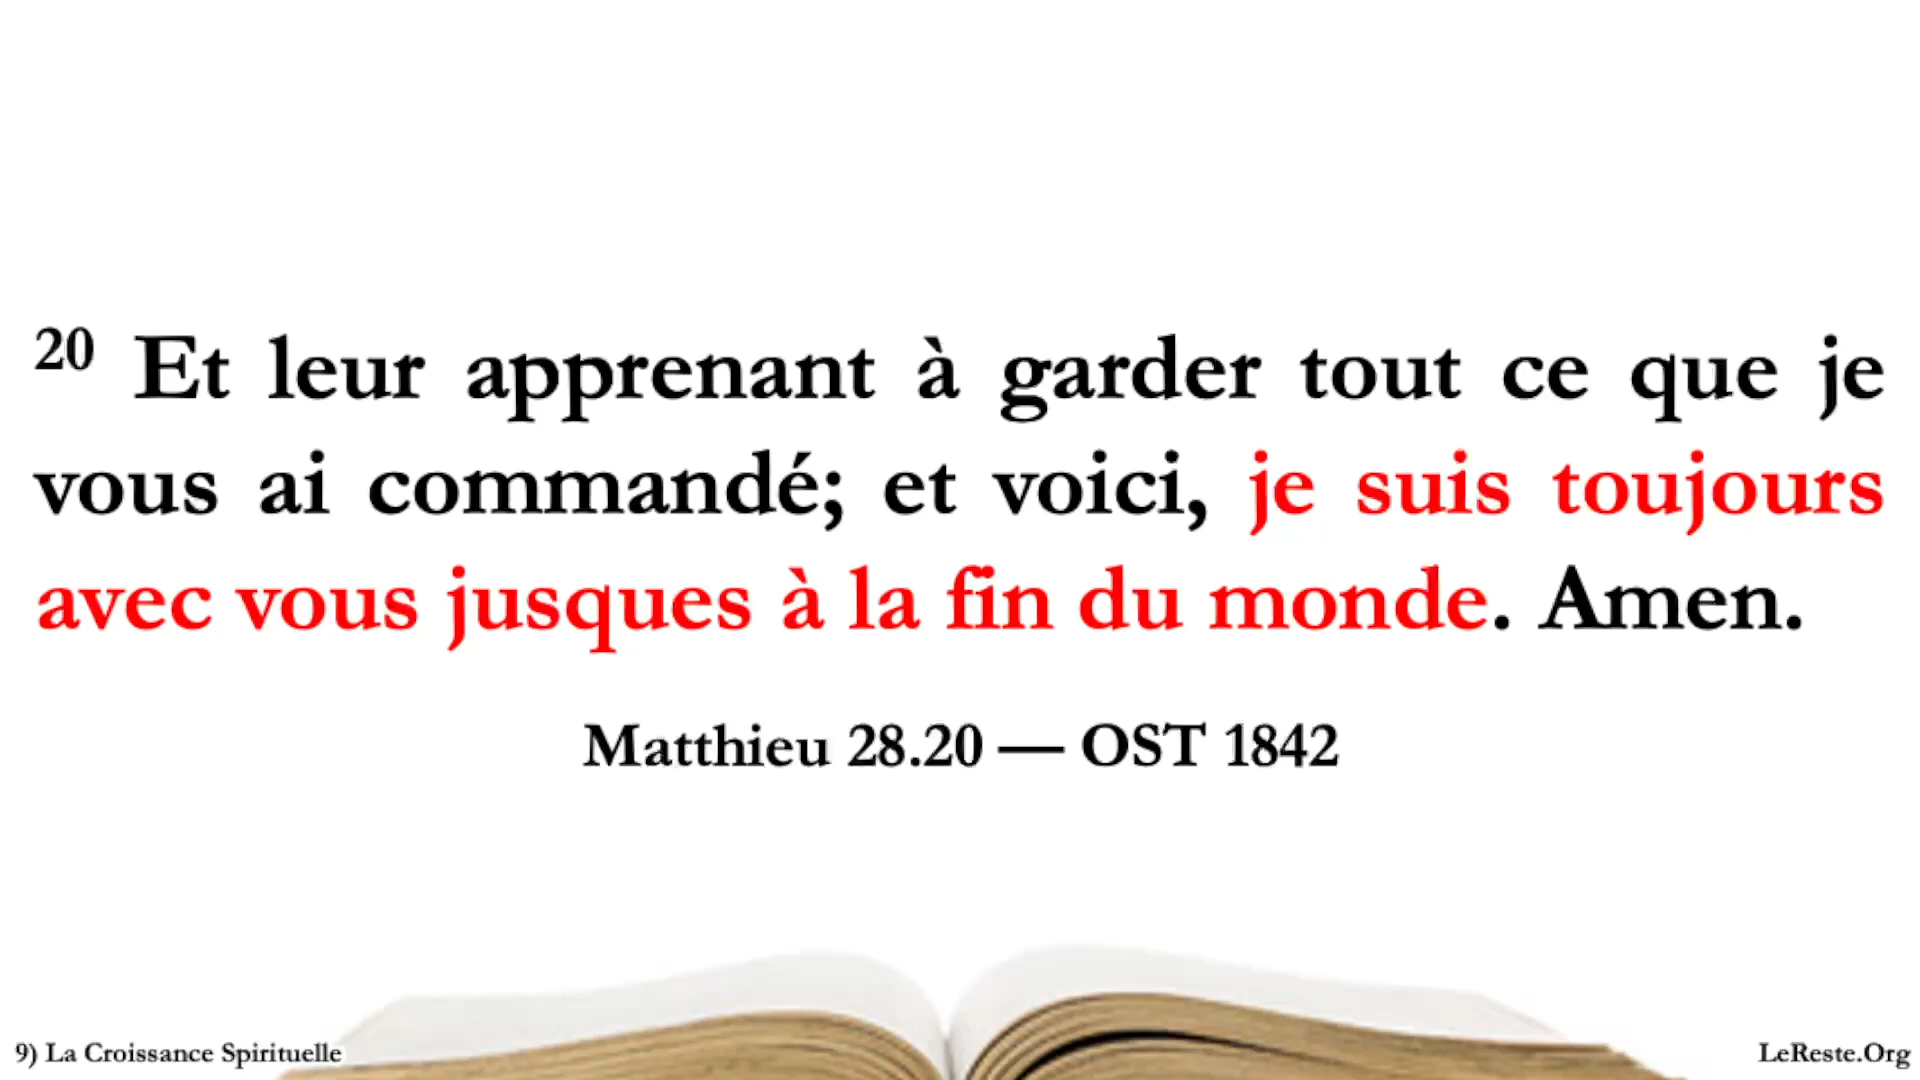 20 Et leur apprenant à garder tout ce que je
vous ai commandé; et voici, je suis toujours
avec vous jusques à la fin du monde. Amen.
Matthieu 28.20 — OST 1842
9) La Croissance Spirituelle
LeReste.Org